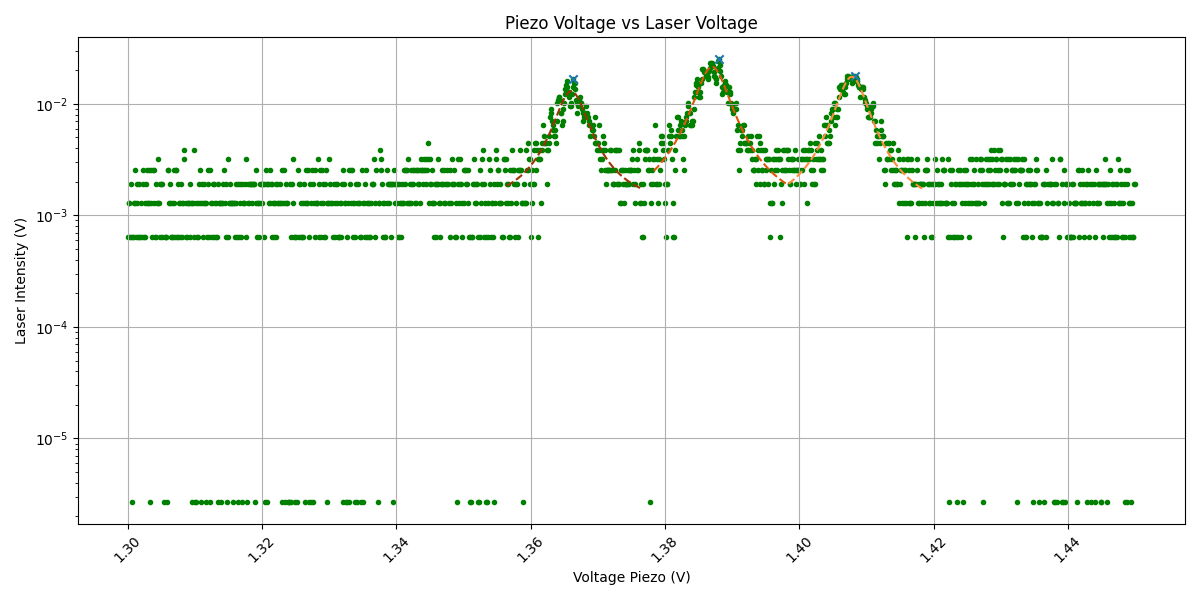 Piezo Voltage vs Laser Voltage
Laser Intensity (V)
10⁻²
10⁻³
10⁻⁴
10⁻⁵
1.30 1.32 1.34 1.36 1.38 1.40 1.42 1.44
Voltage Piezo (V)